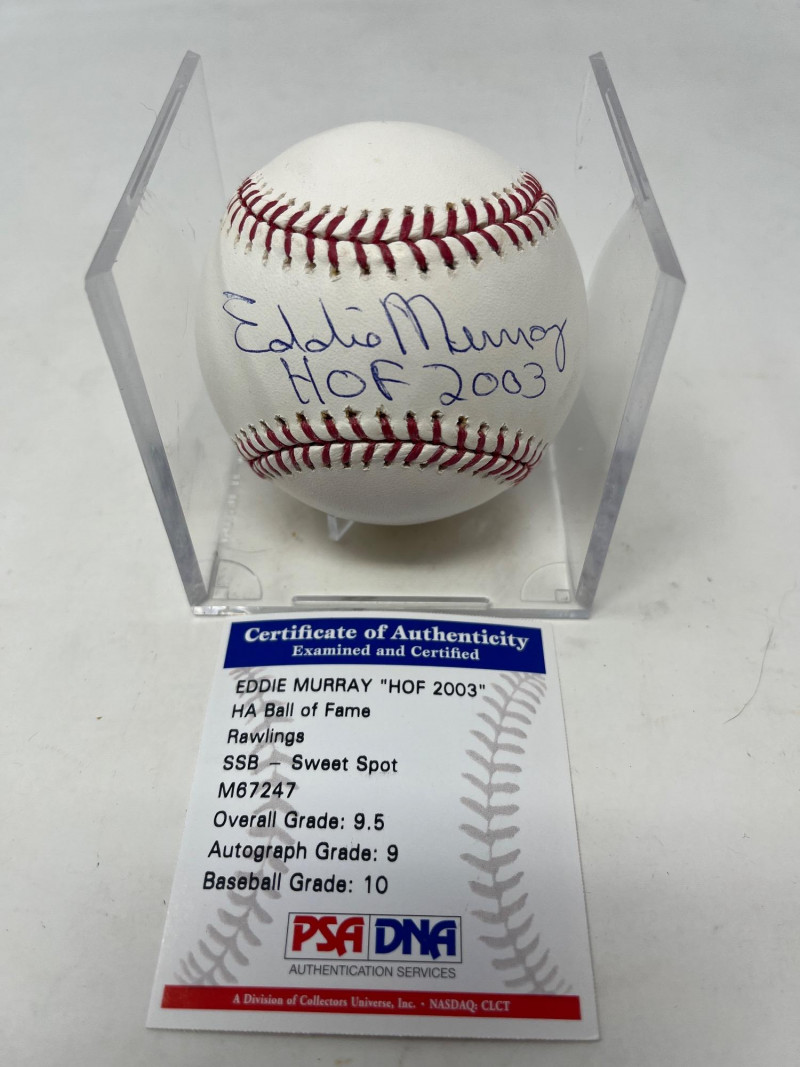 Eddie Murray
HOF 2003
Certificate of Authenticity
Examined and Certified
EDDIE MURRAY "HOF 2003"
HA Ball of Fame
Rawlings
SSB – Sweet Spot
M67247
Overall Grade: 9.5
Autograph Grade: 9
Baseball Grade: 10
PSA DNA
AUTHENTICATION SERVICES
A Division of Collectors Universe, Inc. • NASDAQ: CLCT